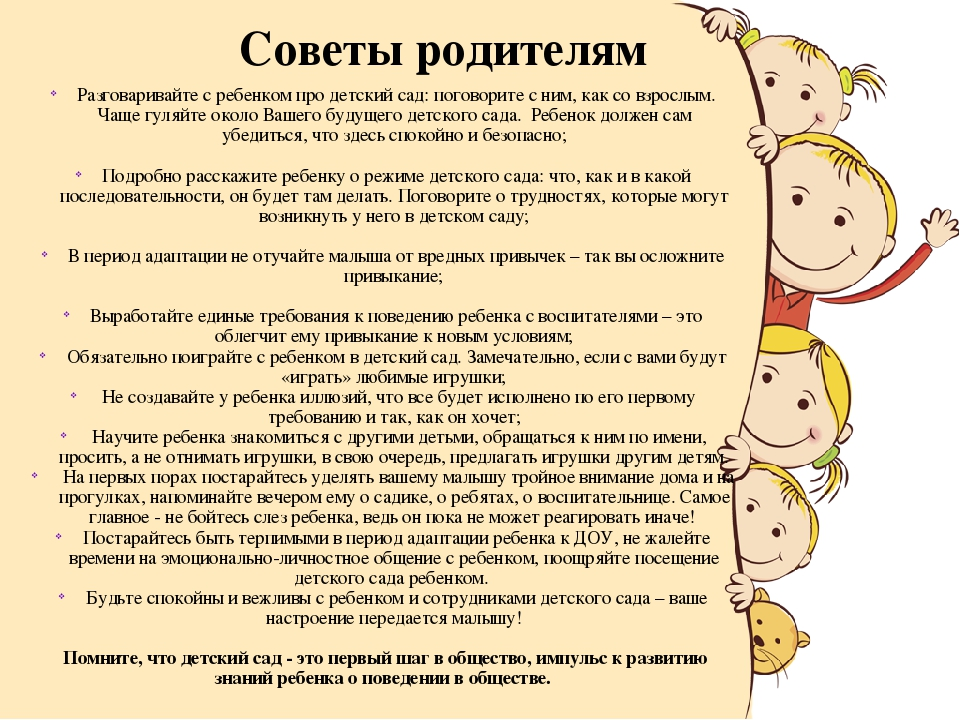 Советы родителям
Разговаривайте с ребенком про детский сад: поговорите с ним, как со взрослым.
Чаще гуляйте около Вашего будущего детского сада. Ребенок должен сам
убедиться, что здесь спокойно и безопасно;
Подробно расскажите ребенку о режиме детского сада: что, как и в какой
последовательности, он будет там делать. Поговорите о трудностях, которые могут
возникнуть у него в детском саду;
В период адаптации не отучайте малыша от вредных привычек – так вы осложните
привыкание;
Выработайте единые требования к поведению ребенка с воспитателями – это
облегчит ему привыкание к новым условиям;
Обязательно поиграйте с ребенком в детский сад. Замечательно, если с вами будут
«играть» любимые игрушки;
Не создавайте у ребенка иллюзий, что все будет исполнено по его первому
требованию и так, как он хочет;
Научите ребенка знакомиться с другими детьми, обращаться к ним по имени,
просить, а не отнимать игрушки, в свою очередь, предлагать игрушки другим детям.
На первых порах постарайтесь уделять вашему малышу тройное внимание дома и на
прогулках, напоминайте вечером ему о садике, о ребятах, о воспитательнице. Самое
главное - не бойтесь слез ребенка, ведь он пока не может реагировать иначе!
Постарайтесь быть терпимыми в период адаптации ребенка к ДОУ, не жалейте
времени на эмоционально-личностное общение с ребенком, поощряйте посещение
детского сада ребенком.
Будьте спокойны и вежливы с ребенком и сотрудниками детского сада – ваше
настроение передается малышу!
Помните, что детский сад - это первый шаг в общество, импульс к развитию
знаний ребенка о поведении в обществе.